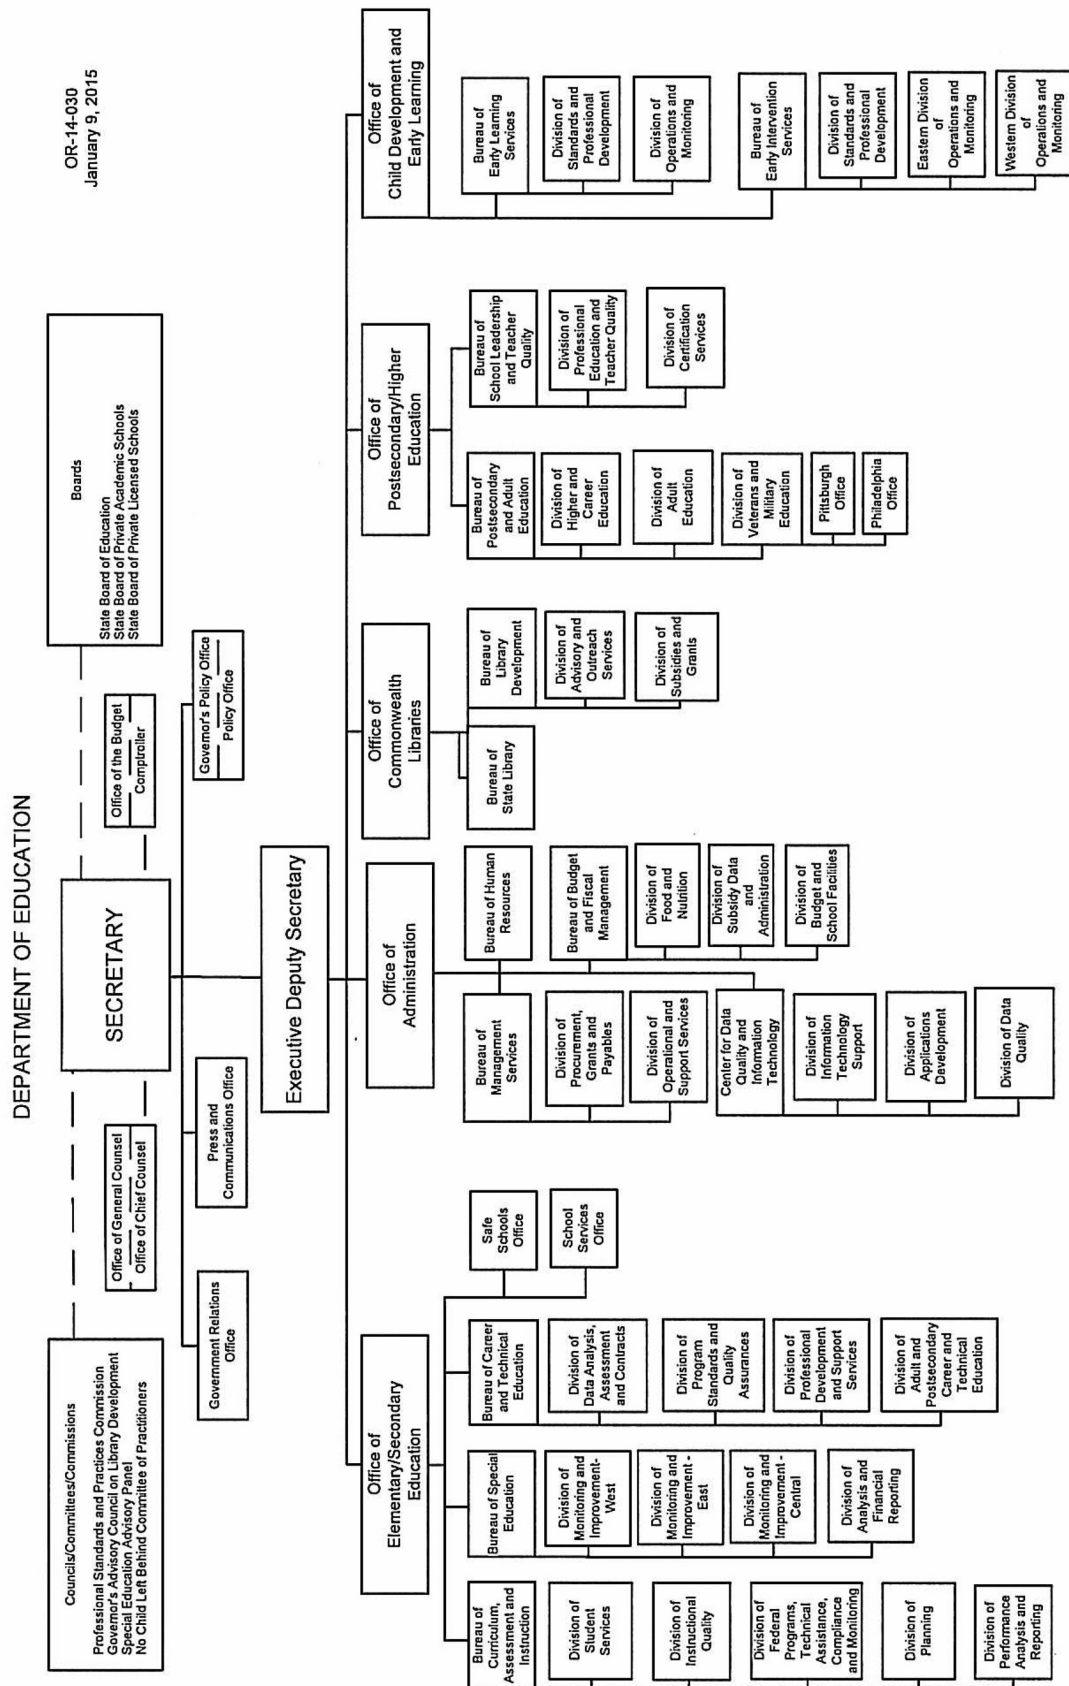 DEPARTMENT OF EDUCATION
OR-14-030
January 9, 2015
Councils/Committees/Commissions
Professional Standards and Practices Commission
Governor's Advisory Council on Library Development
Special Education Advisory Panel
No Child Left Behind Committee of Practitioners
SECRETARY
Boards
State Board of Education
State Board of Private Academic Schools
State Board of Private Licensed Schools
Office of General Counsel
Office of Chief Counsel
Office of the Budget
Comptroller
Government Relations
Office
Press and
Communications Office
Governor's Policy Office
Policy Office
Executive Deputy Secretary
Office of
Elementary/Secondary
Education
Office of
Administration
Office of
Commonwealth
Libraries
Office of
Postsecondary/Higher
Education
Office of
Child Development and
Early Learning
Bureau of
Curriculum,
Assessment and
Instruction
Division of
Student
Services
Division of
Instructional
Quality
Division of
Federal
Programs,
Technical
Assistance,
Compliance
and Monitoring
Division of
Planning
Division of
Performance
Analysis and
Reporting
Bureau of Special
Education
Division of
Monitoring and
Improvement-
West
Division of
Monitoring and
Improvement -
East
Division of
Monitoring and
Improvement -
Central
Division of
Analysis and
Financial
Reporting
Bureau of Career
and Technical
Education
Division of
Data Analysis,
Assessment
and Contracts
Division of
Program
Standards and
Quality
Assurances
Division of
Professional
Development
and Support
Services
Division of
Adult and
Postsecondary
Career and
Technical
Education
Safe
Schools
Office
School
Services
Office
Bureau of
Management
Services
Division of
Procurement,
Grants and
Payables
Division of
Operational and
Support Services
Center for Data
Quality and
Information
Technology
Division of
Information
Technology
Support
Division of
Applications
Development
Division of Data
Quality
Bureau of Human
Resources
Bureau of Budget
and Fiscal
Management
Division of
Food and
Nutrition
Division of
Subsidy Data
and
Administration
Division of
Budget and
School Facilities
Bureau of
State Library
Bureau of
Library
Development
Division of
Advisory and
Outreach
Services
Division of
Subsidies and
Grants
Bureau of
Postsecondary
and Adult
Education
Division of
Higher and
Career
Education
Division of
Adult
Education
Division of
Veterans and
Military
Education
Pittsburgh
Office
Philadelphia
Office
Bureau of
School Leadership
and Teacher
Quality
Division of
Professional
Education and
Teacher Quality
Division of
Certification
Services
Bureau of
Early Learning
Services
Division of
Standards and
Professional
Development
Division of
Operations and
Monitoring
Bureau of
Early Intervention
Services
Division of
Standards and
Professional
Development
Eastern Division
of
Operations and
Monitoring
Western Division
of
Operations and
Monitoring